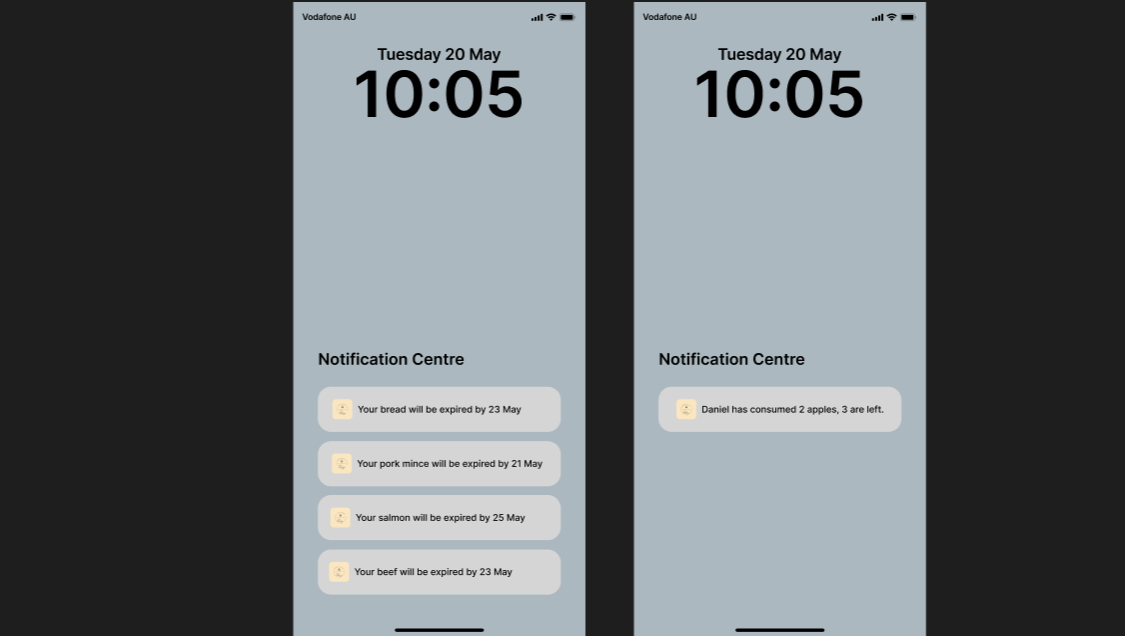 Vodafone AU
Tuesday 20 May
10:05
Notification Centre
Your bread will be expired by 23 May
Your pork mince will be expired by 21 May
Your salmon will be expired by 25 May
Your beef will be expired by 23 May
Vodafone AU
Tuesday 20 May
10:05
Notification Centre
Daniel has consumed 2 apples, 3 are left.